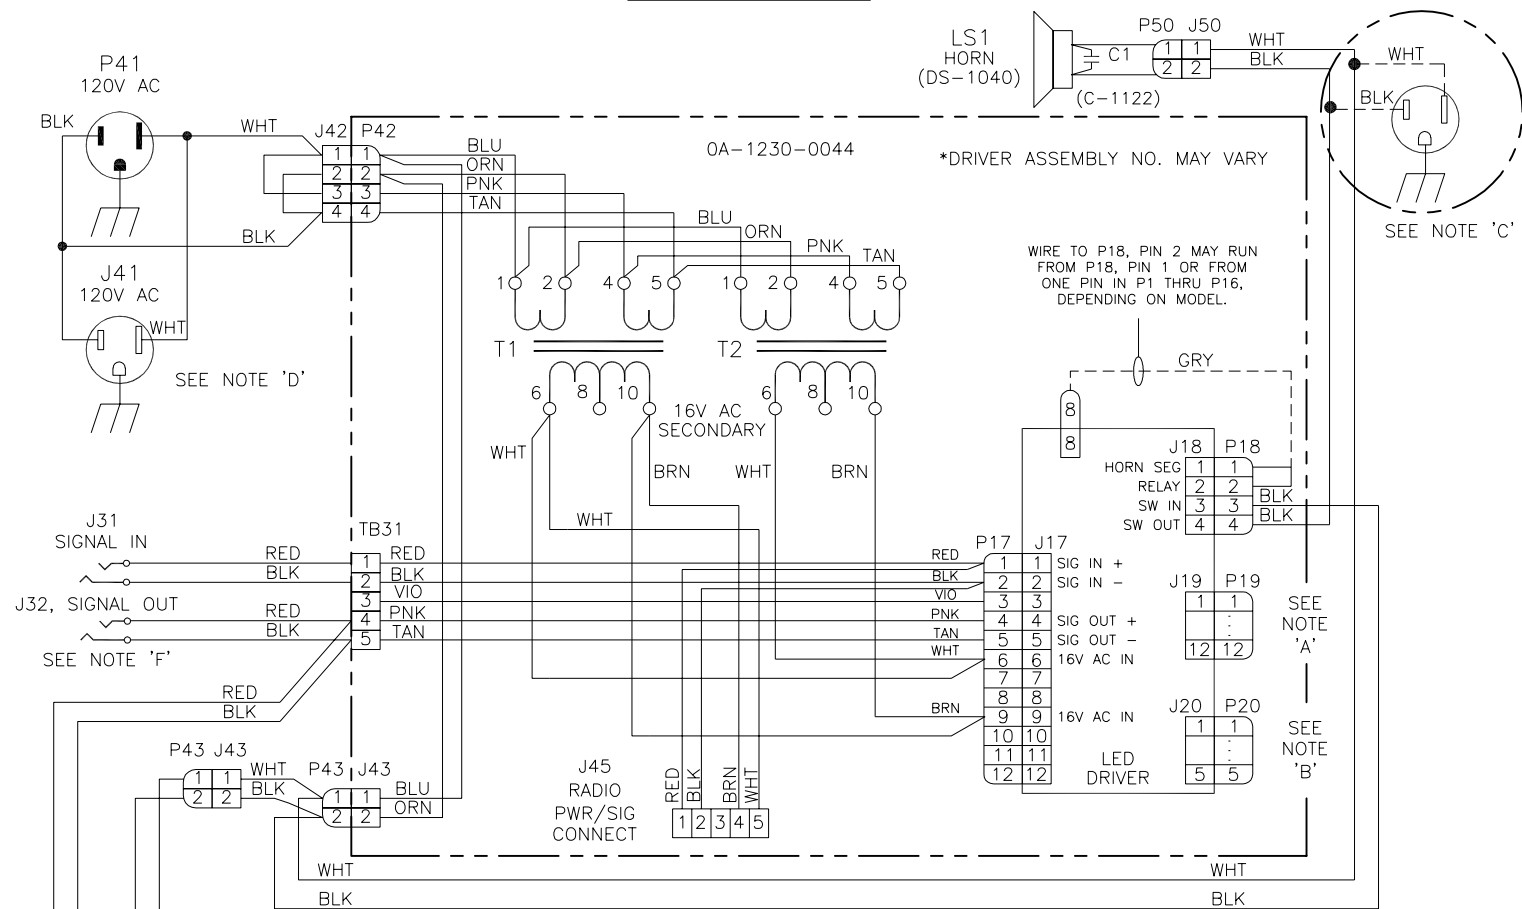 LS1
HORN
(DS-1040)
C1
(C-1122)
P50 J50
1 1
2 2
WHT
BLK
WHT
BLK
SEE NOTE 'C'
P41
120V AC
BLK
WHT
BLK
J41
120V AC
WHT
SEE NOTE 'D'
J42 P42
1 1
2 2
3 3
4 4
BLU
ORN
PNK
TAN
0A-1230-0044
*DRIVER ASSEMBLY NO. MAY VARY
BLU
ORN
PNK
TAN
1 2 4 5 1 2 4 5
T1 T2
6 8 10 6 8 10
16V AC
SECONDARY
WHT BRN WHT BRN
WHT
WIRE TO P18, PIN 2 MAY RUN
FROM P18, PIN 1 OR FROM
ONE PIN IN P1 THRU P16,
DEPENDING ON MODEL.
GRY
8
8
J18 P18
HORN SEG 1 1
RELAY 2 2
SW IN 3 3 BLK
SW OUT 4 4 BLK
J31
SIGNAL IN
RED
BLK
J32, SIGNAL OUT
RED
BLK
SEE NOTE 'F'
RED
BLK
TB31
1 RED
2 BLK
3 VIO
4 PNK
5 TAN
P17 J17
RED 1 1 SIG IN +
BLK 2 2 SIG IN -
VIO 3 3
PNK 4 4 SIG OUT +
TAN 5 5 SIG OUT -
WHT 6 6 16V AC IN
7 7
8 8
BRN 9 9 16V AC IN
10 10
11 11
12 12
LED
DRIVER
J19 P19
1 1
12 12
SEE
NOTE
'A'
J20 P20
1 1
5 5
SEE
NOTE
'B'
P43 J43
1 1
2 2
WHT
BLK
P43 J43
1 1
2 2
BLU
ORN
J45
RADIO
PWR/SIG
CONNECT
RED
BLK
BRN
WHT
1 2 3 4 5
WHT WHT
BLK BLK